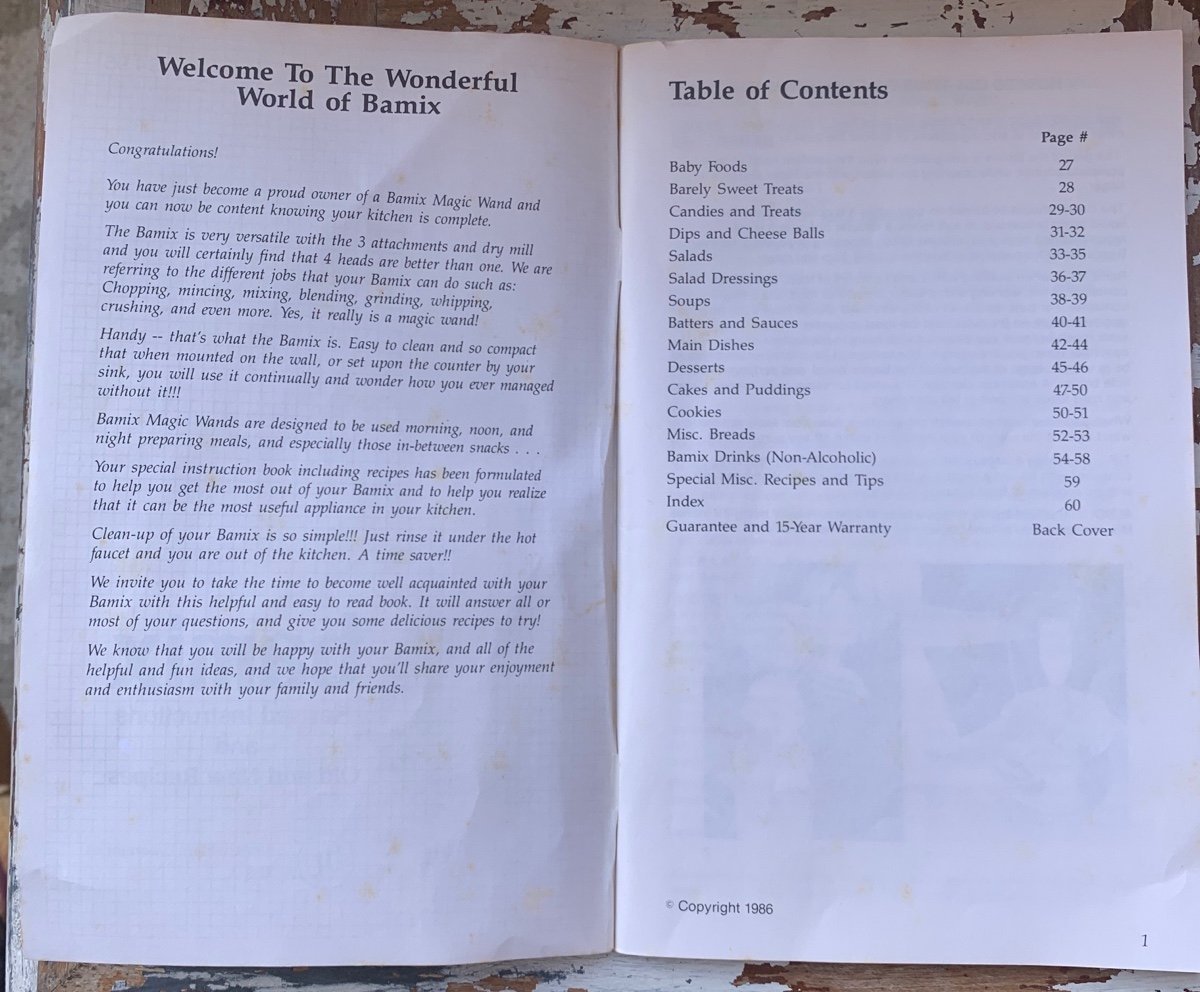 Welcome To The Wonderful
World of Bamix
Congratulations!
You have just become a proud owner of a Bamix Magic Wand and
you can now be content knowing your kitchen is complete.
The Bamix is very versatile with the 3 attachments and dry mill
and you will certainly find that 4 heads are better than one. We are
referring to the different jobs that your Bamix can do such as:
Chopping, mincing, mixing, blending, grinding, whipping,
crushing, and even more. Yes, it really is a magic wand!
Handy -- that's what the Bamix is. Easy to clean and so compact
that when mounted on the wall, or set upon the counter by your
sink, you will use it continually and wonder how you ever managed
without it!!!
Bamix Magic Wands are designed to be used morning, noon, and
night preparing meals, and especially those in-between snacks . . .
Your special instruction book including recipes has been formulated
to help you get the most out of your Bamix and to help you realize
that it can be the most useful appliance in your kitchen.
Clean-up of your Bamix is so simple!!! Just rinse it under the hot
faucet and you are out of the kitchen. A time saver!!
We invite you to take the time to become well acquainted with your
Bamix with this helpful and easy to read book. It will answer all or
most of your questions, and give you some delicious recipes to try!
We know that you will be happy with your Bamix, and all of the
helpful and fun ideas, and we hope that you'll share your enjoyment
and enthusiasm with your family and friends.
Table of Contents
Page #
Baby Foods 27
Barely Sweet Treats 28
Candies and Treats 29-30
Dips and Cheese Balls 31-32
Salads 33-35
Salad Dressings 36-37
Soups 38-39
Batters and Sauces 40-41
Main Dishes 42-44
Desserts 45-46
Cakes and Puddings 47-50
Cookies 50-51
Misc. Breads 52-53
Bamix Drinks (Non-Alcoholic) 54-58
Special Misc. Recipes and Tips 59
Index 60
Guarantee and 15-Year Warranty Back Cover
© Copyright 1986
1